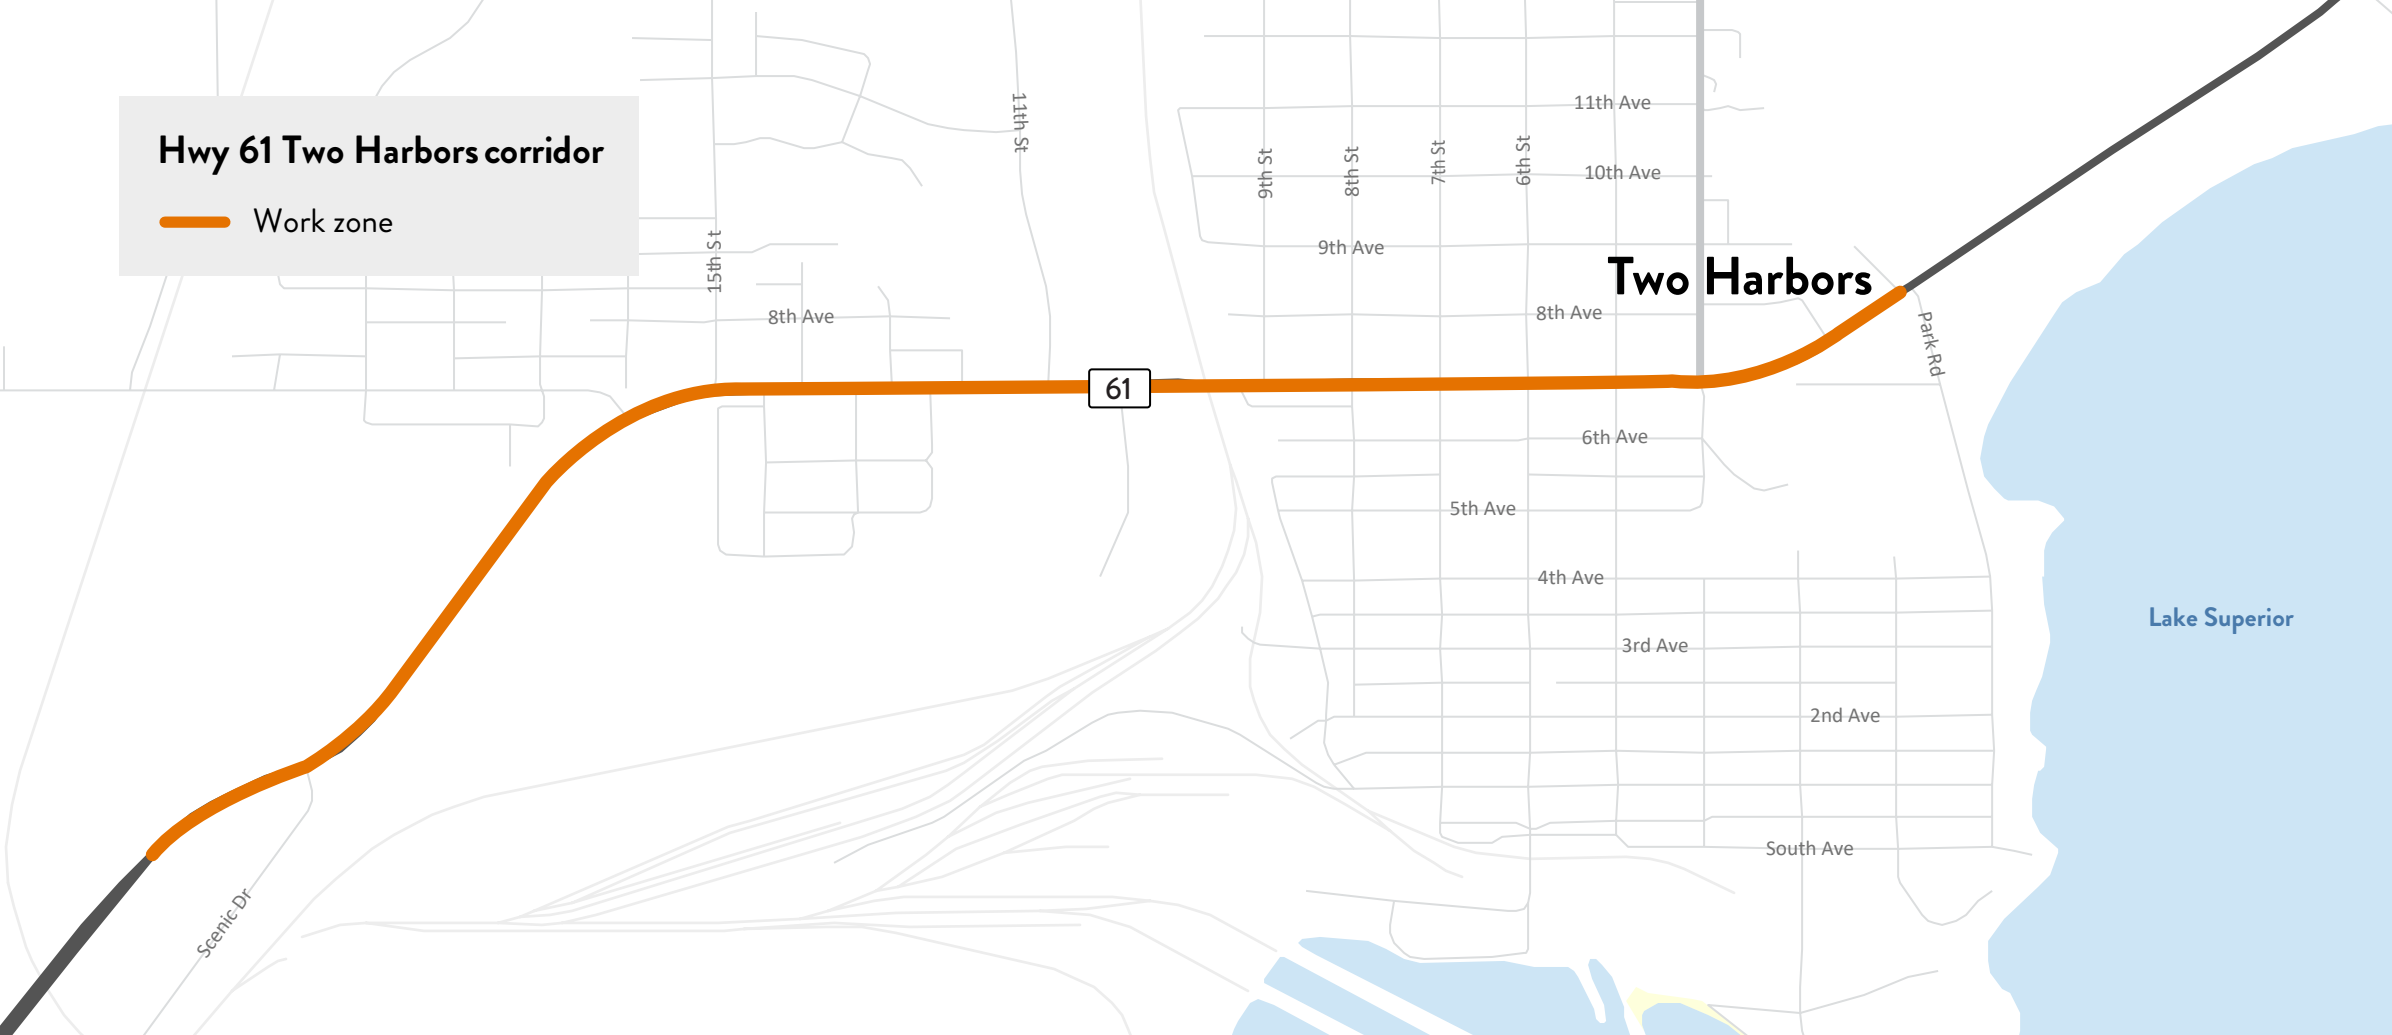 Hwy 61 Two Harbors corridor
Work zone
11th St
11th Ave
9th St
8th St
7th St
6th St
10th Ave
15th St
9th Ave
Two Harbors
8th Ave
8th Ave
Park Rd
61
6th Ave
5th Ave
4th Ave
Lake Superior
3rd Ave
2nd Ave
South Ave
Scenic Dr